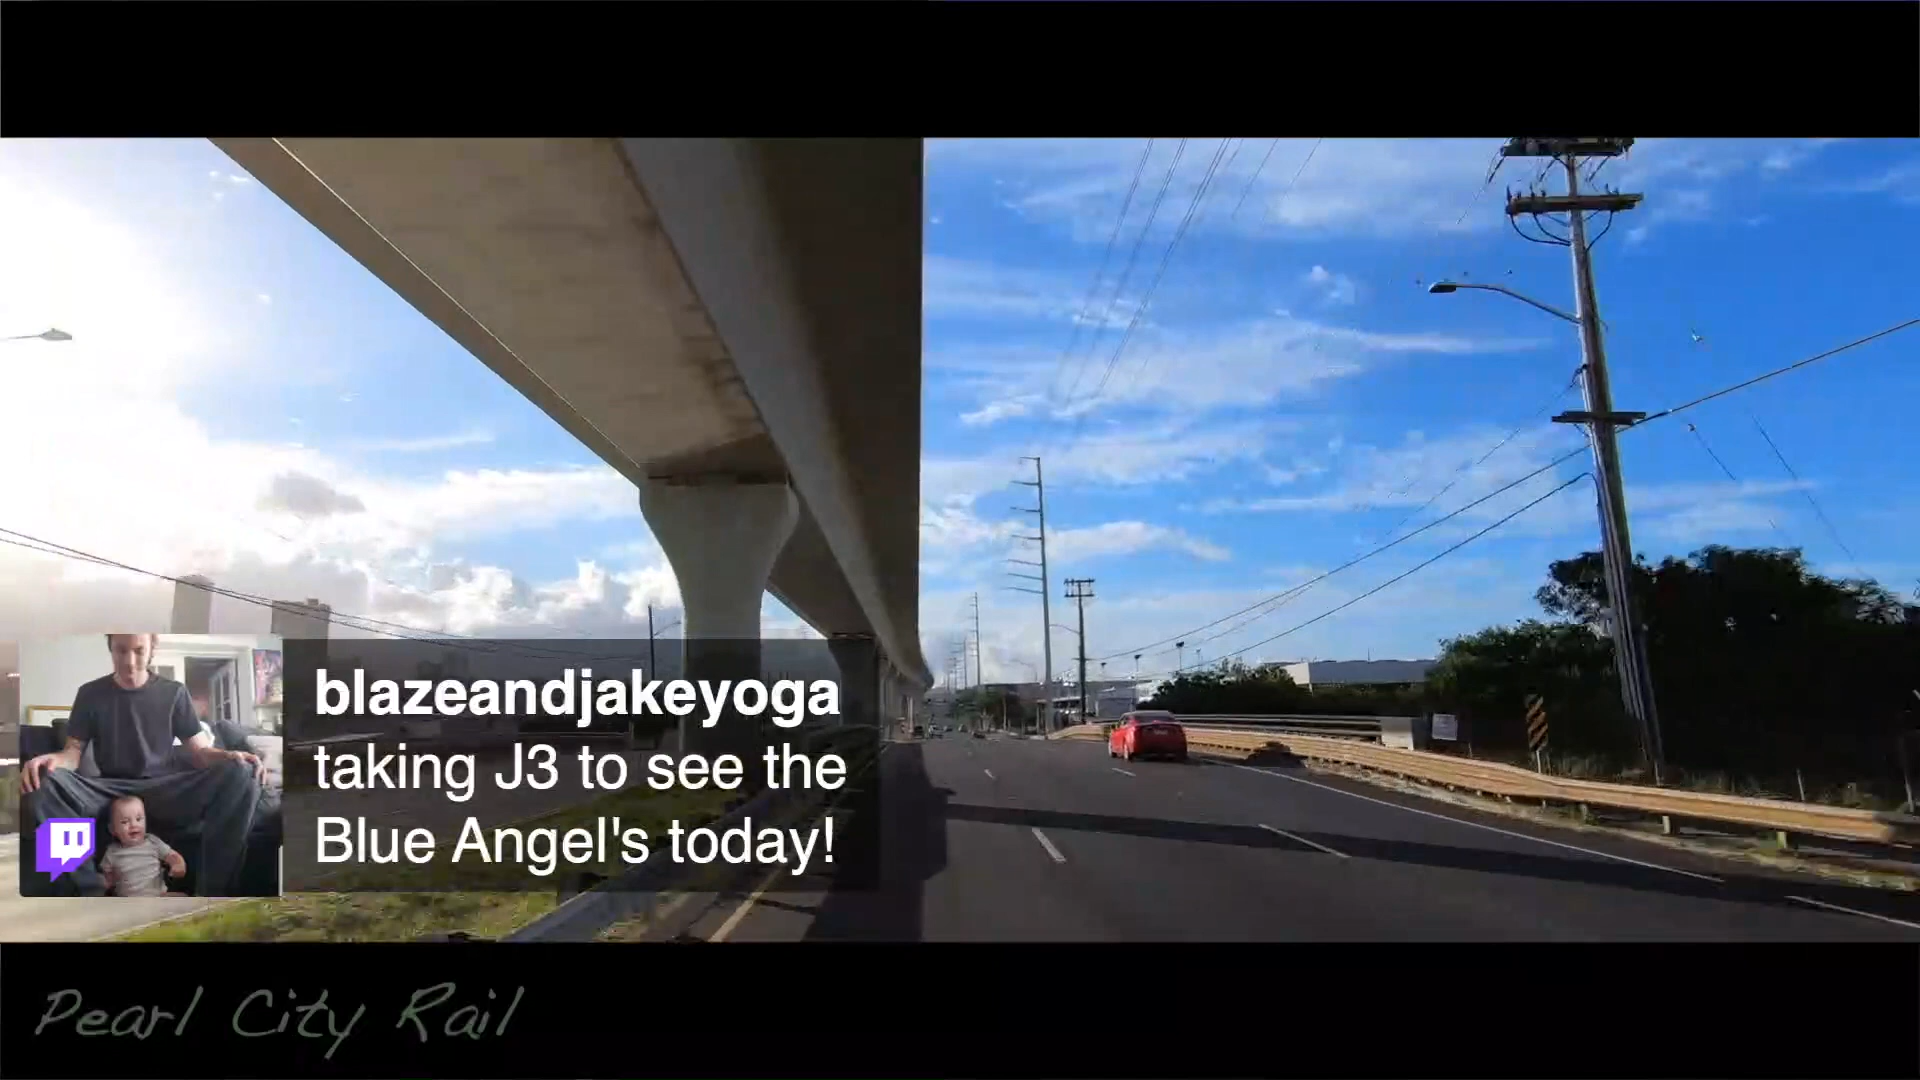 blazeandjakeyoga
taking J3 to see the
Blue Angel's today!
Pearl City Rail